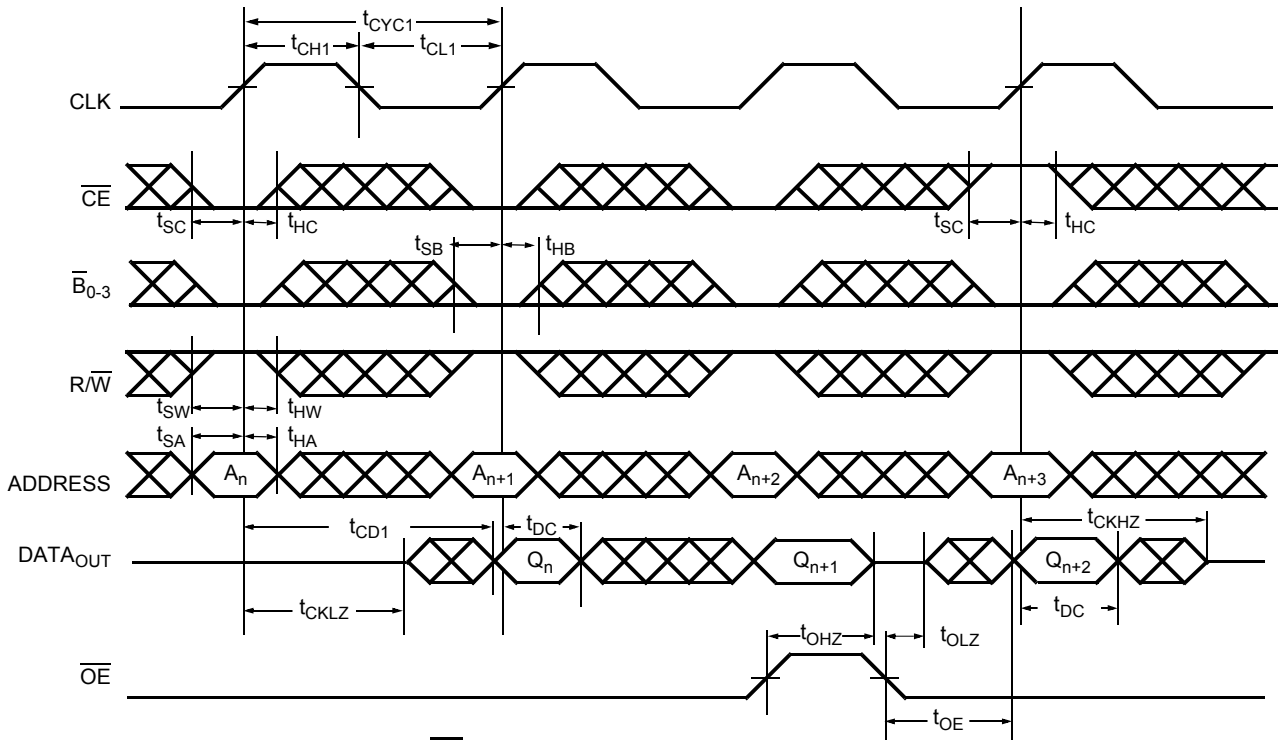 tCYC1
tCH1
tCL1
CLK
CE
tSC
tHC
tSC
tHC
tSB
tHB
B0-3
R/W
tSW
tHW
tSA
tHA
ADDRESS
An
An+1
An+2
An+3
tCD1
tDC
tCKHZ
DATAOUT
Qn
Qn+1
Qn+2
tCKLZ
tDC
tOHZ
tOLZ
OE
tOE